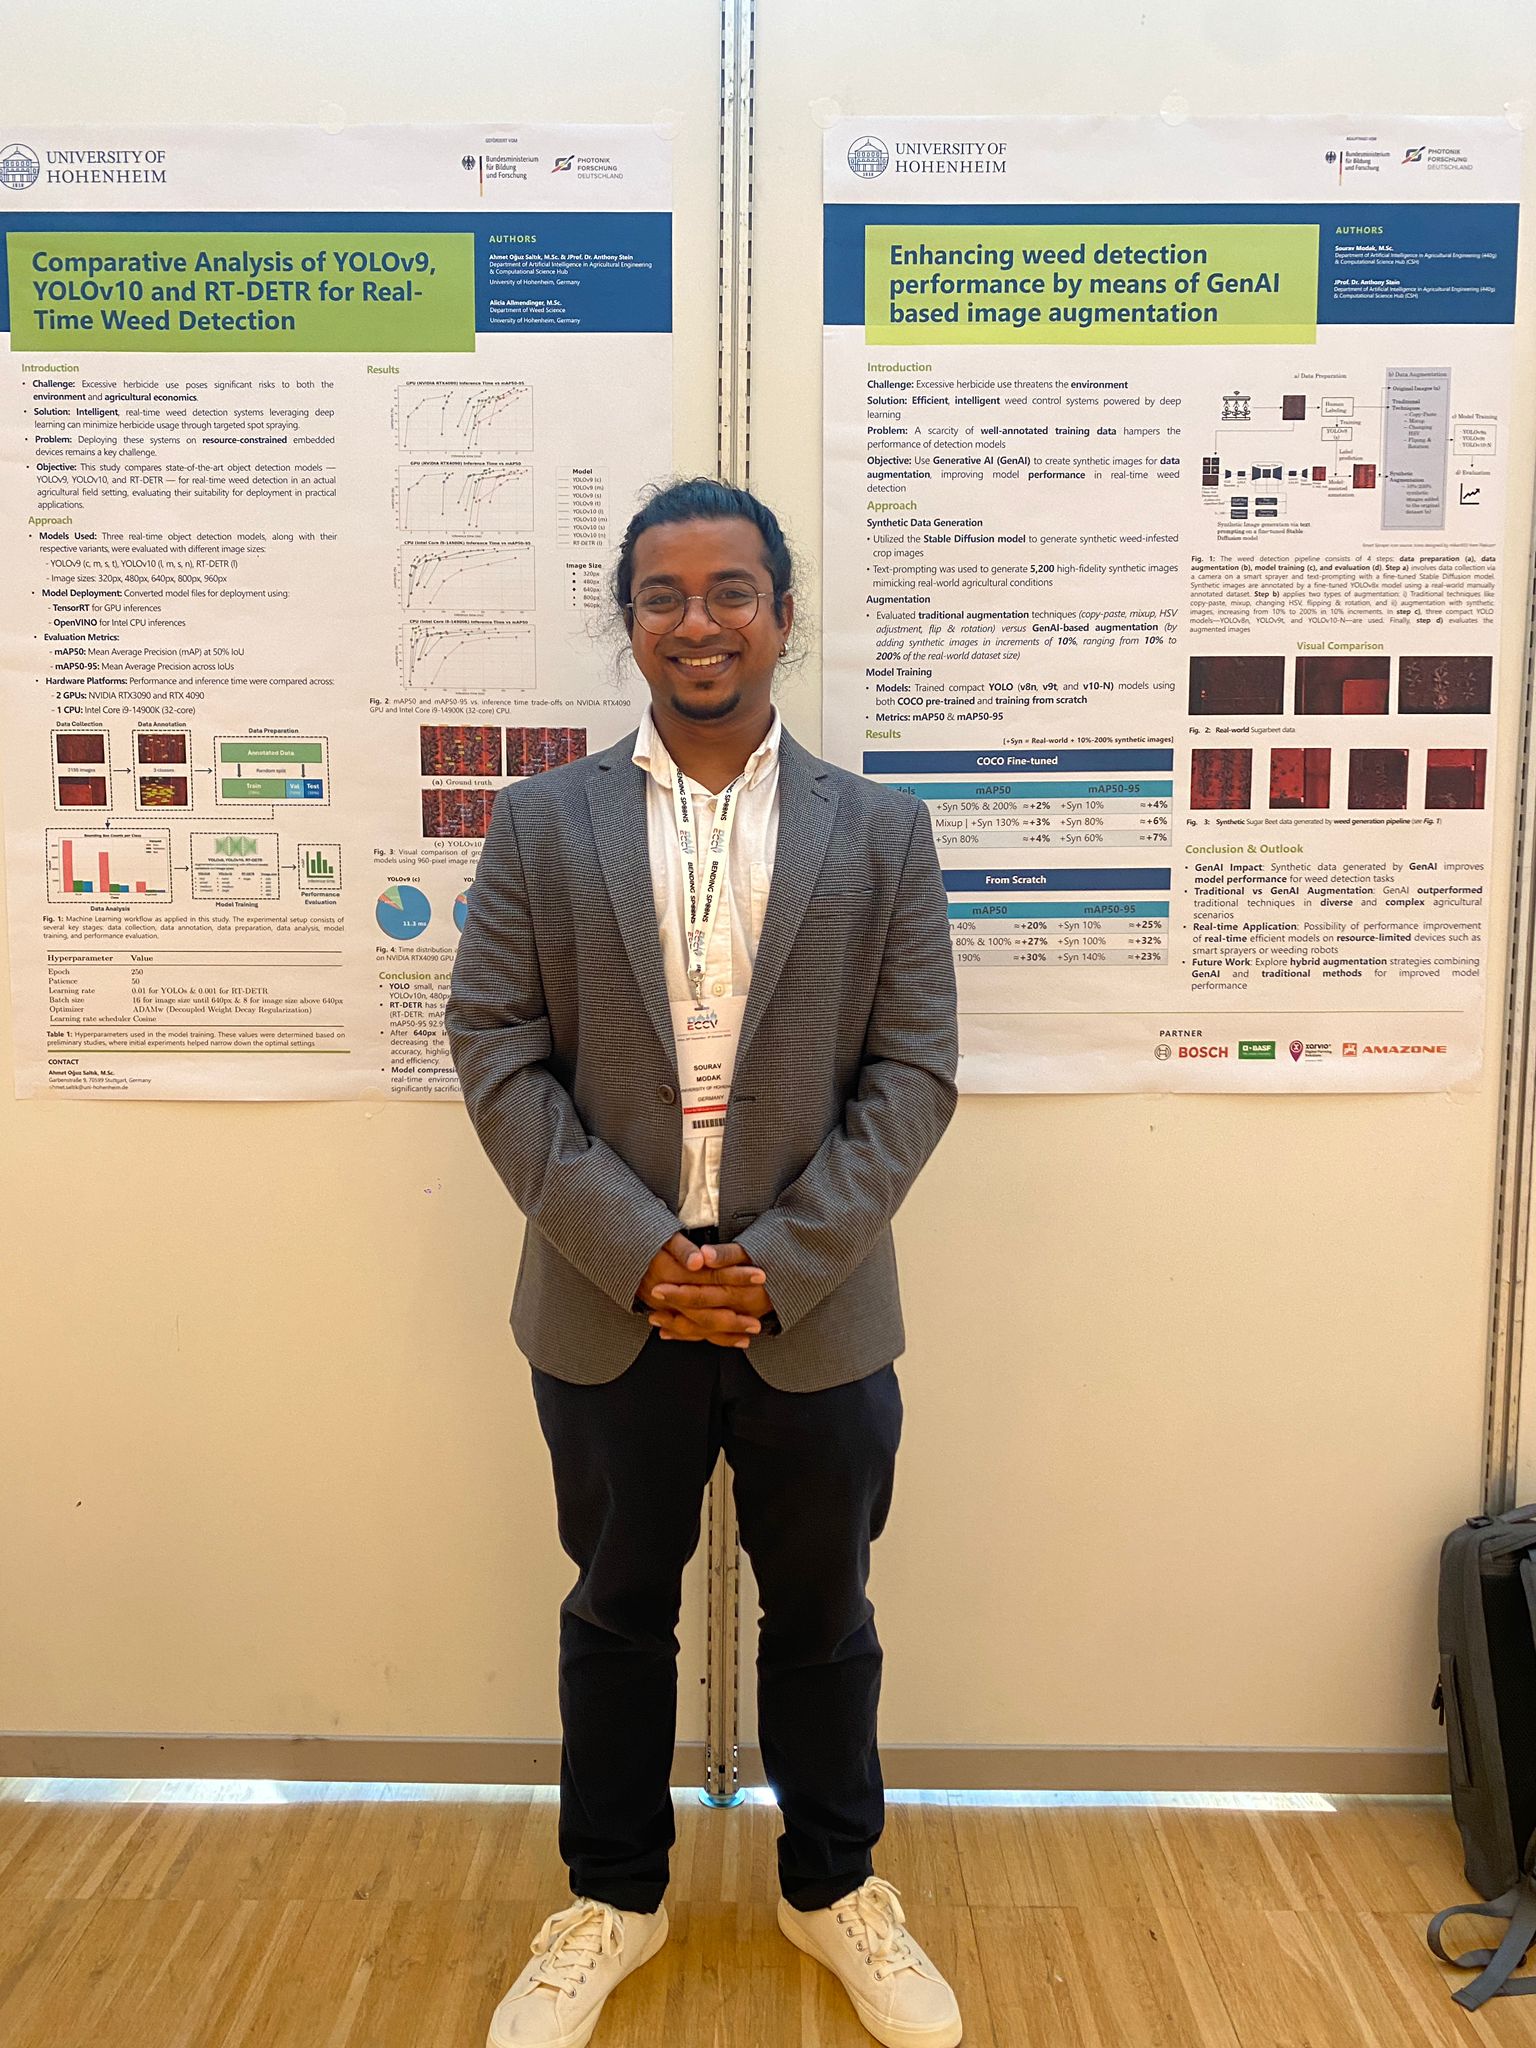 UNIVERSITY OF
HOHENHEIM
GEFÖRDERT VOM
Bundesministerium
für Bildung
und Forschung
PHOTONIK
FORSCHUNG
DEUTSCHLAND
Comparative Analysis of YOLOv9,
YOLOv10 and RT-DETR for Real-
Time Weed Detection
AUTHORS
Ahmet Oğuz Saltık, M.Sc. & JProf. Dr. Anthony Stein
Department of Artificial Intelligence in Agricultural Engineering
& Computational Science Hub
University of Hohenheim, Germany
Alicia Allmendinger, M.Sc.
Department of Weed Science
University of Hohenheim, Germany
Introduction
• Challenge: Excessive herbicide use poses significant risks to both the
environment and agricultural economics.
• Solution: Intelligent, real-time weed detection systems leveraging deep
learning can minimize herbicide usage through targeted spot spraying.
• Problem: Deploying these systems on resource-constrained embedded
devices remains a key challenge.
• Objective: This study compares state-of-the-art object detection models —
YOLOv9, YOLOv10, and RT-DETR — for real-time weed detection in an actual
agricultural field setting, evaluating their suitability for deployment in practical
applications.
Approach
• Models Used: Three real-time object detection models, along with their
respective variants, were evaluated with different image sizes:
- YOLOv9 (c, m, s, t), YOLOv10 (l, m, s, n), RT-DETR (l)
- Image sizes: 320px, 480px, 640px, 800px, 960px
• Model Deployment: Converted model files for deployment using:
- TensorRT for GPU inferences
- OpenVINO for Intel CPU inferences
• Evaluation Metrics:
- mAP50: Mean Average Precision (mAP) at 50% IoU
- mAP50-95: Mean Average Precision across IoUs
• Hardware Platforms: Performance and inference time were compared across:
- 2 GPUs: NVIDIA RTX3090 and RTX 4090
- 1 CPU: Intel Core i9-14900K (32-core)
Data Collection
Data Annotation
Data Preparation
Annotated Data
Random split
Train
Val
Test
3 classes
Bounding Box Counts per Class
Data Analysis
YOLOv9, YOLOv10, RT-DETR
Model Training
Performance
Evaluation
Fig. 1: Machine Learning workflow as applied in this study. The experimental setup consists of
several key stages: data collection, data annotation, data preparation, data analysis, model
training, and performance evaluation.
Hyperparameter Value
Epoch 250
Patience 50
Learning rate 0.01 for YOLOs & 0.001 for RT-DETR
Batch size 16 for image size until 640px & 8 for image size above 640px
Optimizer ADAMw (Decoupled Weight Decay Regularization)
Learning rate scheduler Cosine
Table 1: Hyperparameters used in the model training. These values were determined based on
preliminary studies, where initial experiments helped narrow down the optimal settings
CONTACT
Ahmet Oğuz Saltık, M.Sc.
Garbenstraße 9, 70599 Stuttgart, Germany
ahmet.saltik@uni-hohenheim.de
Results
GPU (NVIDIA RTX4090) Inference Time vs mAP50-95
GPU (NVIDIA RTX4090) Inference Time vs mAP50
CPU (Intel Core i9-14900K) Inference Time vs mAP50-95
CPU (Intel Core i9-14900K) Inference Time vs mAP50
Model
YOLOv9 (c)
YOLOv9 (m)
YOLOv9 (s)
YOLOv9 (t)
YOLOv10 (l)
YOLOv10 (m)
YOLOv10 (s)
YOLOv10 (n)
RT-DETR (l)
Image Size
320px
480px
640px
800px
960px
Fig. 2: mAP50 and mAP50-95 vs. inference time trade-offs on NVIDIA RTX4090
GPU and Intel Core i9-14900K (32-core) CPU.
(a) Ground truth
(c) YOLOv10
Fig. 3: Visual comparison of
models using 960-pixel image
YOLOv9 (c)
11.3 ms
Fig. 4: Time distribution
on NVIDIA RTX4090 GPU
Conclusion and
• YOLO small,
YOLOv10n, 480px
• RT-DETR has
(RT-DETR:
mAP50-95
• After 640px
decreasing the
accuracy,
and efficiency.
• Model
real-time
significantly
UNIVERSITY OF
HOHENHEIM
Bundesministerium
für Bildung
und Forschung
PHOTONIK
FORSCHUNG
DEUTSCHLAND
Enhancing weed detection
performance by means of GenAI
based image augmentation
AUTHORS
Sourav Modak, M.Sc.
Department of Artificial Intelligence in Agricultural Engineering (440g)
& Computational Science Hub (CSH)
JProf. Dr. Anthony Stein
Department of Artificial Intelligence in Agricultural Engineering (440g)
& Computational Science Hub (CSH)
Introduction
Challenge: Excessive herbicide use threatens the environment
Solution: Efficient, intelligent weed control systems powered by deep
learning
Problem: A scarcity of well-annotated training data hampers the
performance of detection models
Objective: Use Generative AI (GenAI) to create synthetic images for data
augmentation, improving model performance in real-time weed
detection
Approach
Synthetic Data Generation
• Utilized the Stable Diffusion model to generate synthetic weed-infested
crop images
• Text-prompting was used to generate 5,200 high-fidelity synthetic images
mimicking real-world agricultural conditions
Augmentation
• Evaluated traditional augmentation techniques (copy-paste, mixup, HSV
adjustment, flip & rotation) versus GenAI-based augmentation (by
adding synthetic images in increments of 10%, ranging from 10% to
200% of the real-world dataset size)
Model Training
• Models: Trained compact YOLO (v8n, v9t, and v10-N) models using
both COCO pre-trained and training from scratch
• Metrics: mAP50 & mAP50-95
Results
[+Syn = Real-world + 10%-200% synthetic images]
COCO Fine-tuned
mAP50 mAP50-95
+Syn 50% & 200% ≈+2% +Syn 10% ≈+4%
Mixup | +Syn 130% ≈+3% +Syn 80% ≈+6%
+Syn 80% ≈+4% +Syn 60% ≈+7%
From Scratch
mAP50 mAP50-95
40% ≈+20% +Syn 10% ≈+25%
80% & 100% ≈+27% +Syn 100% ≈+32%
190% ≈+30% +Syn 140% ≈+23%
a) Data Preparation
Human
Labeling
Training
Label
prediction
Model-
assisted
annotation
b) Data Augmentation
Original Images (n)
Traditional
Techniques
- Copy-Paste
- Mixup
- Changing
HSV
- Fliping &
Rotation
Synthetic
Augmentation
- 10%-200%
synthetic
images added
to the original
dataset (n)
c) Model Training
d) Evaluation
Synthetic Image generation via text
prompting on a fine-tuned Stable
Diffusion model
Fig. 1: The weed detection pipeline consists of 4 steps: data preparation (a), data
augmentation (b), model training (c), and evaluation (d). Step a) involves data collection via
a camera on a smart sprayer and text-prompting with a fine-tuned Stable Diffusion model.
Synthetic images are annotated by a fine-tuned YOLOv8x model using a real-world manually
annotated dataset. Step b) applies two types of augmentation: i) Traditional techniques like
copy-paste, mixup, changing HSV, flipping & rotation, and ii) augmentation with synthetic
images, increasing from 10% to 200% in 10% increments. In step c), three compact YOLO
models—YOLOv8n, YOLOv9t, and YOLOv10-N—are used. Finally, step d) evaluates the
augmented images
Visual Comparison
Fig. 2: Real-world Sugarbeet data
Fig. 3: Synthetic Sugar Beet data generated by weed generation pipeline (see Fig. 1)
Conclusion & Outlook
• GenAI Impact: Synthetic data generated by GenAI improves
model performance for weed detection tasks
• Traditional vs GenAI Augmentation: GenAI outperformed
traditional techniques in diverse and complex agricultural
scenarios
• Real-time Application: Possibility of performance improvement
of real-time efficient models on resource-limited devices such as
smart sprayers or weeding robots
• Future Work: Explore hybrid augmentation strategies combining
GenAI and traditional methods for improved model
performance
PARTNER
BOSCH
BASF
xarvio
AMAZONE
BENDING SPOONS
ECCV
BENDING SPOONS
ECCV
SOURAV
MODAK
GERMANY